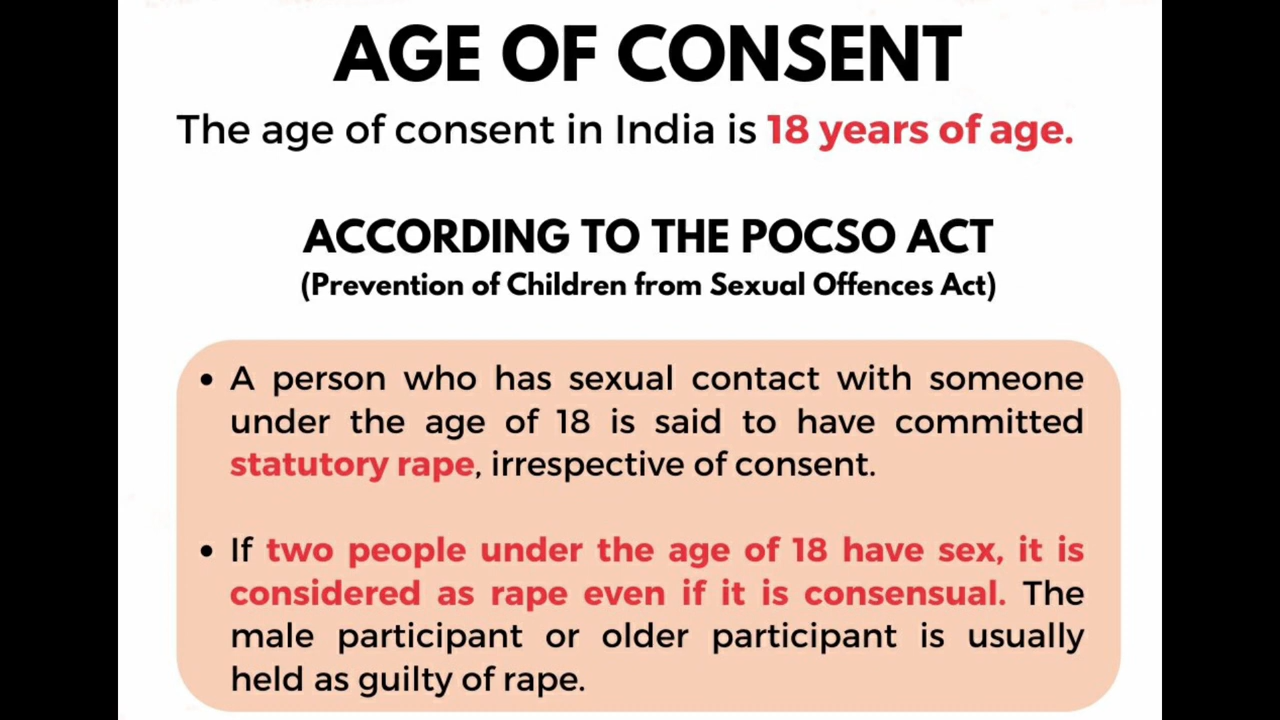 AGE OF CONSENT
The age of consent in India is 18 years of age.
ACCORDING TO THE POCSO ACT
(Prevention of Children from Sexual Offences Act)
• A person who has sexual contact with someone
under the age of 18 is said to have committed
statutory rape, irrespective of consent.
• If two people under the age of 18 have sex, it is
considered as rape even if it is consensual. The
male participant or older participant is usually
held as guilty of rape.